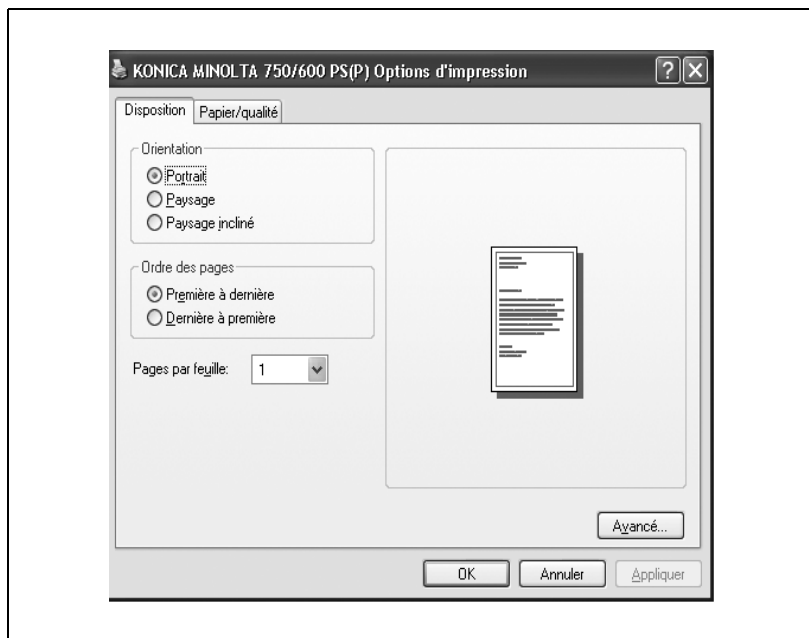 KONICA MINOLTA 750/600 PS(P) Options d'impression
Disposition
Papier/qualité
Orientation
Portrait
Paysage
Paysage incliné
Ordre des pages
Première à dernière
Dernière à première
Pages par feuille: 1
Avancé...
OK
Annuler
Appliquer